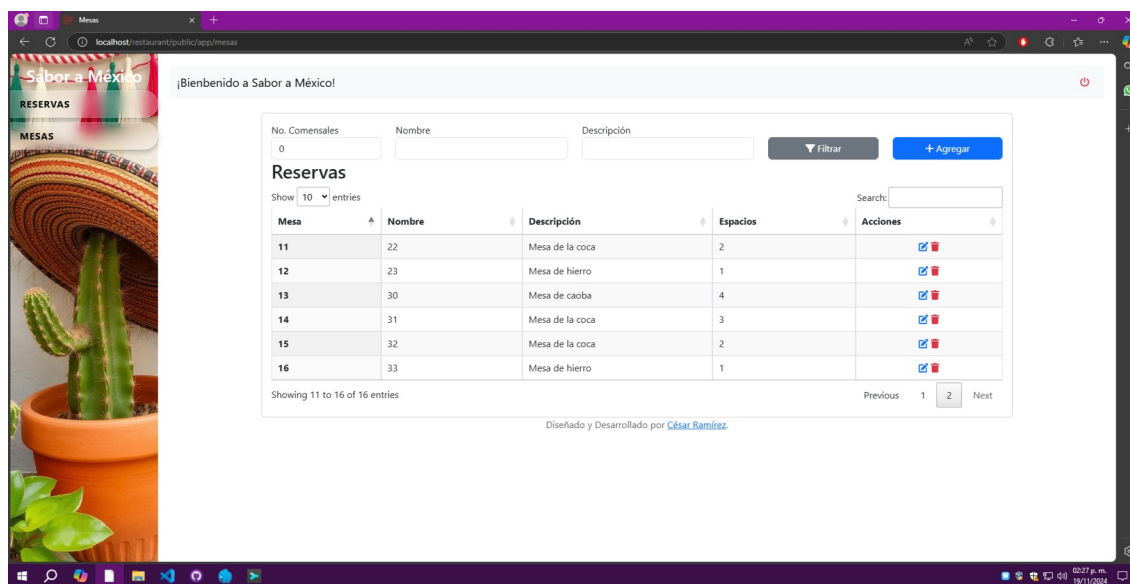 Mesas
localhost/restaurant/public/app/mesas
Sabor a México
¡Bienbenido a Sabor a México!
RESERVAS
MESAS
No. Comensales Nombre Descripción
0 Filtrar + Agregar
Reservas
Show 10 entries Search:
Mesa Nombre Descripción Espacios Acciones
11 22 Mesa de la coca 2
12 23 Mesa de hierro 1
13 30 Mesa de caoba 4
14 31 Mesa de la coca 3
15 32 Mesa de la coca 2
16 33 Mesa de hierro 1
Showing 11 to 16 of 16 entries Previous 1 2 Next
Diseñado y Desarrollado por César Ramírez.
02:27 p. m.
19/11/2024